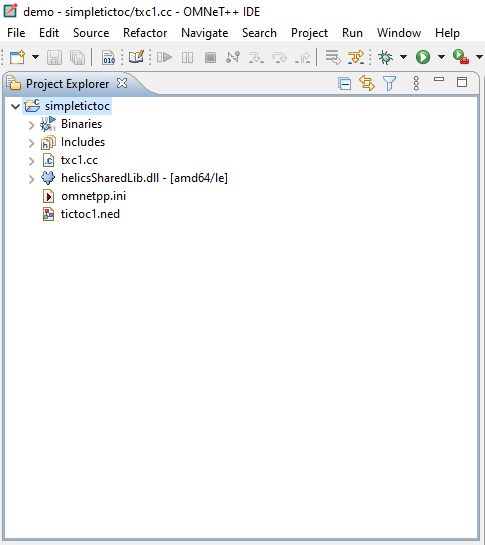 demo - simpletictoc/txc1.cc - OMNeT++ IDE
File Edit Source Refactor Navigate Search Project Run Window Help
010
Project Explorer
simpletictoc
Binaries
Includes
txc1.cc
helicsSharedLib.dll - [amd64/le]
omnetpp.ini
tictoc1.ned